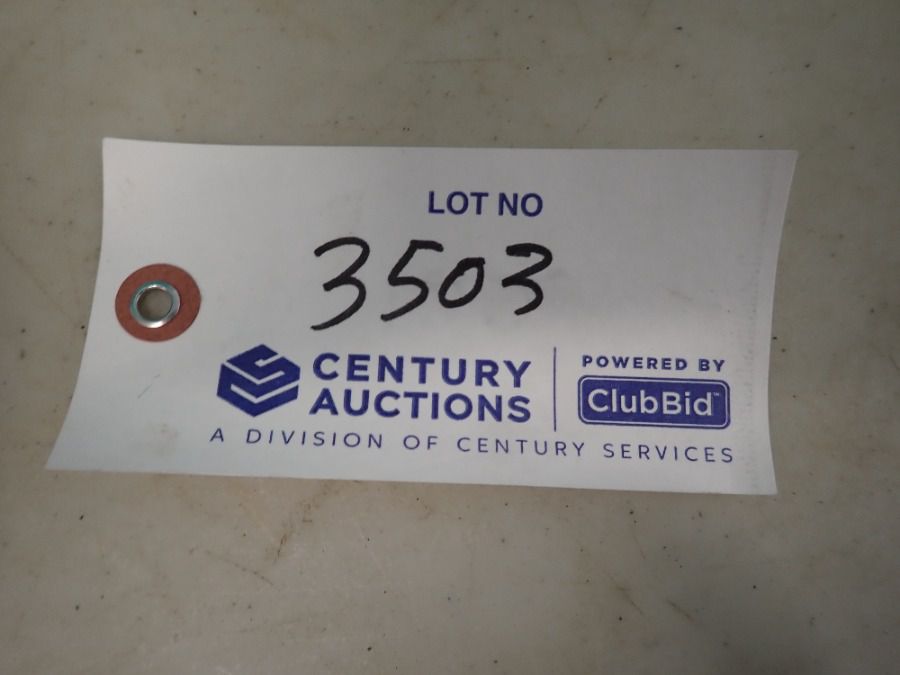 LOT NO
3503
CENTURY
AUCTIONS
POWERED BY
ClubBid™
A DIVISION OF CENTURY SERVICES